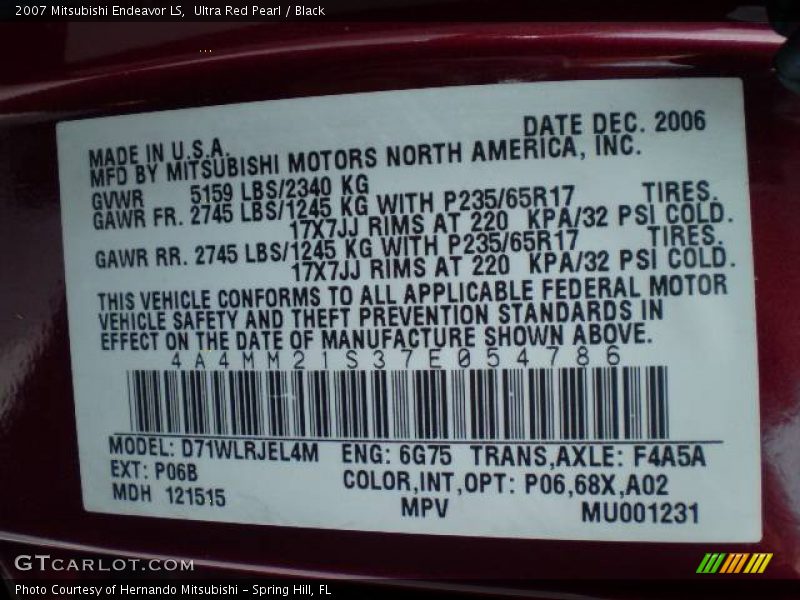 2007 Mitsubishi Endeavor LS,  Ultra Red Pearl / Black
DATE DEC. 2006
MADE IN U.S.A.
MFD BY MITSUBISHI MOTORS NORTH AMERICA, INC.
GVWR 5159 LBS/2340 KG
GAWR FR. 2745 LBS/1245 KG WITH P235/65R17 TIRES.
17X7JJ RIMS AT 220 KPA/32 PSI COLD.
GAWR RR. 2745 LBS/1245 KG WITH P235/65R17 TIRES.
17X7JJ RIMS AT 220 KPA/32 PSI COLD.
THIS VEHICLE CONFORMS TO ALL APPLICABLE FEDERAL MOTOR
VEHICLE SAFETY AND THEFT PREVENTION STANDARDS IN
EFFECT ON THE DATE OF MANUFACTURE SHOWN ABOVE.
4A4MM21S37E054786
MODEL: D71WLRJEL4M ENG: 6G75 TRANS,AXLE: F4A5A
EXT: P06B COLOR,INT,OPT: P06,68X,A02
MDH 121515 MPV MU001231
GTCARLOT.COM
Photo Courtesy of Hernando Mitsubishi - Spring Hill, FL